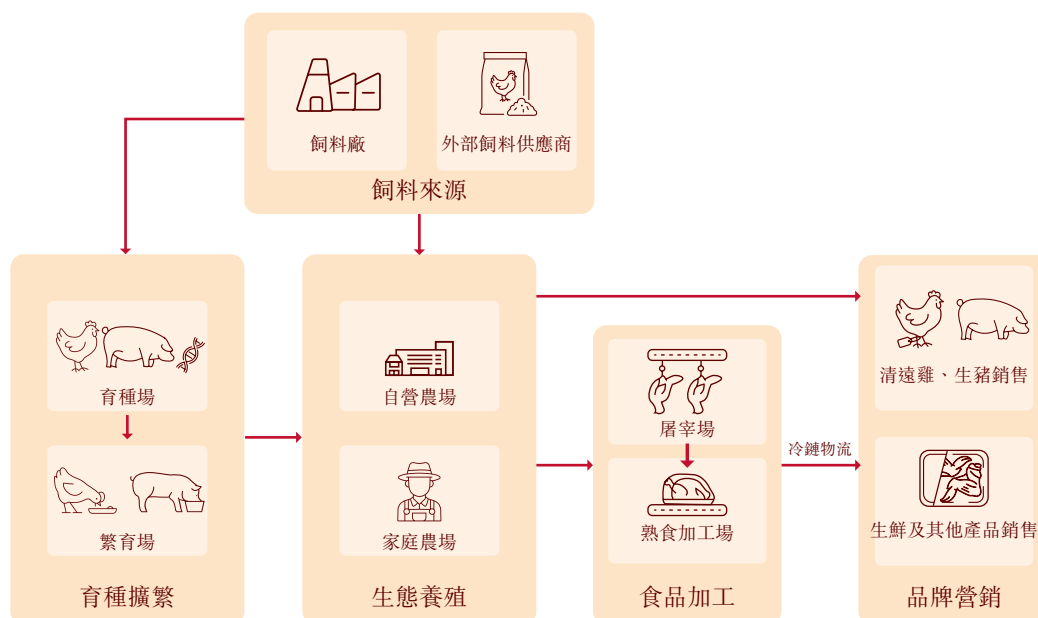 飼料廠
外部飼料供應商
飼料來源
育種場
繁育場
育種擴繁
自營農場
家庭農場
生態養殖
屠宰場
熟食加工場
食品加工
冷鏈物流
清遠雞、生豬銷售
生鮮及其他產品銷售
品牌營銷